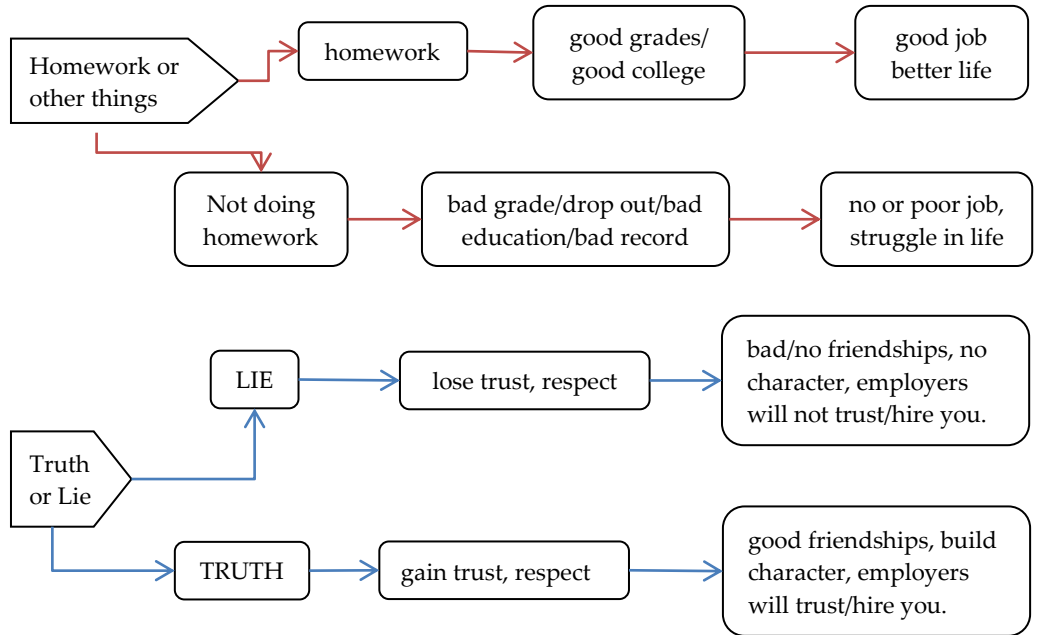 Homework or
other things
homework
good grades/
good college
good job
better life
Not doing
homework
bad grade/drop out/bad
education/bad record
no or poor job,
struggle in life
Truth
or Lie
LIE
lose trust, respect
bad/no friendships, no
character, employers
will not trust/hire you.
TRUTH
gain trust, respect
good friendships, build
character, employers
will trust/hire you.